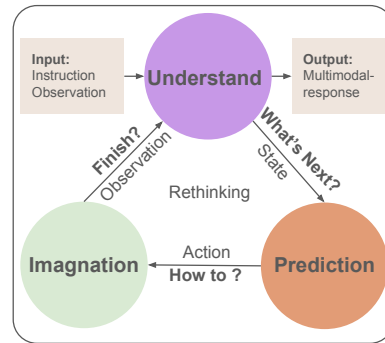 Input:
Instruction
Observation
Understand
Output:
Multimodal-
response
Finish?
Observation
What's Next?
State
Rethinking
Imagnation
Action
How to ?
Prediction